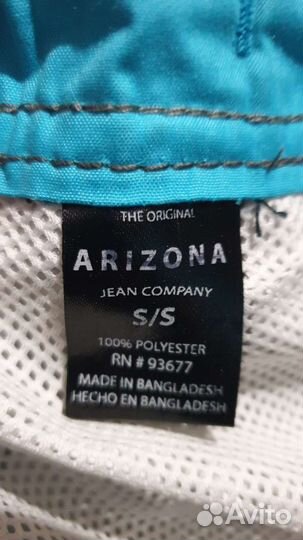 THE ORIGINAL
ARIZONA
JEAN COMPANY
S/S
100% POLYESTER
RN # 93677
MADE IN BANGLADESH
HECHO EN BANGLADESH
Avito